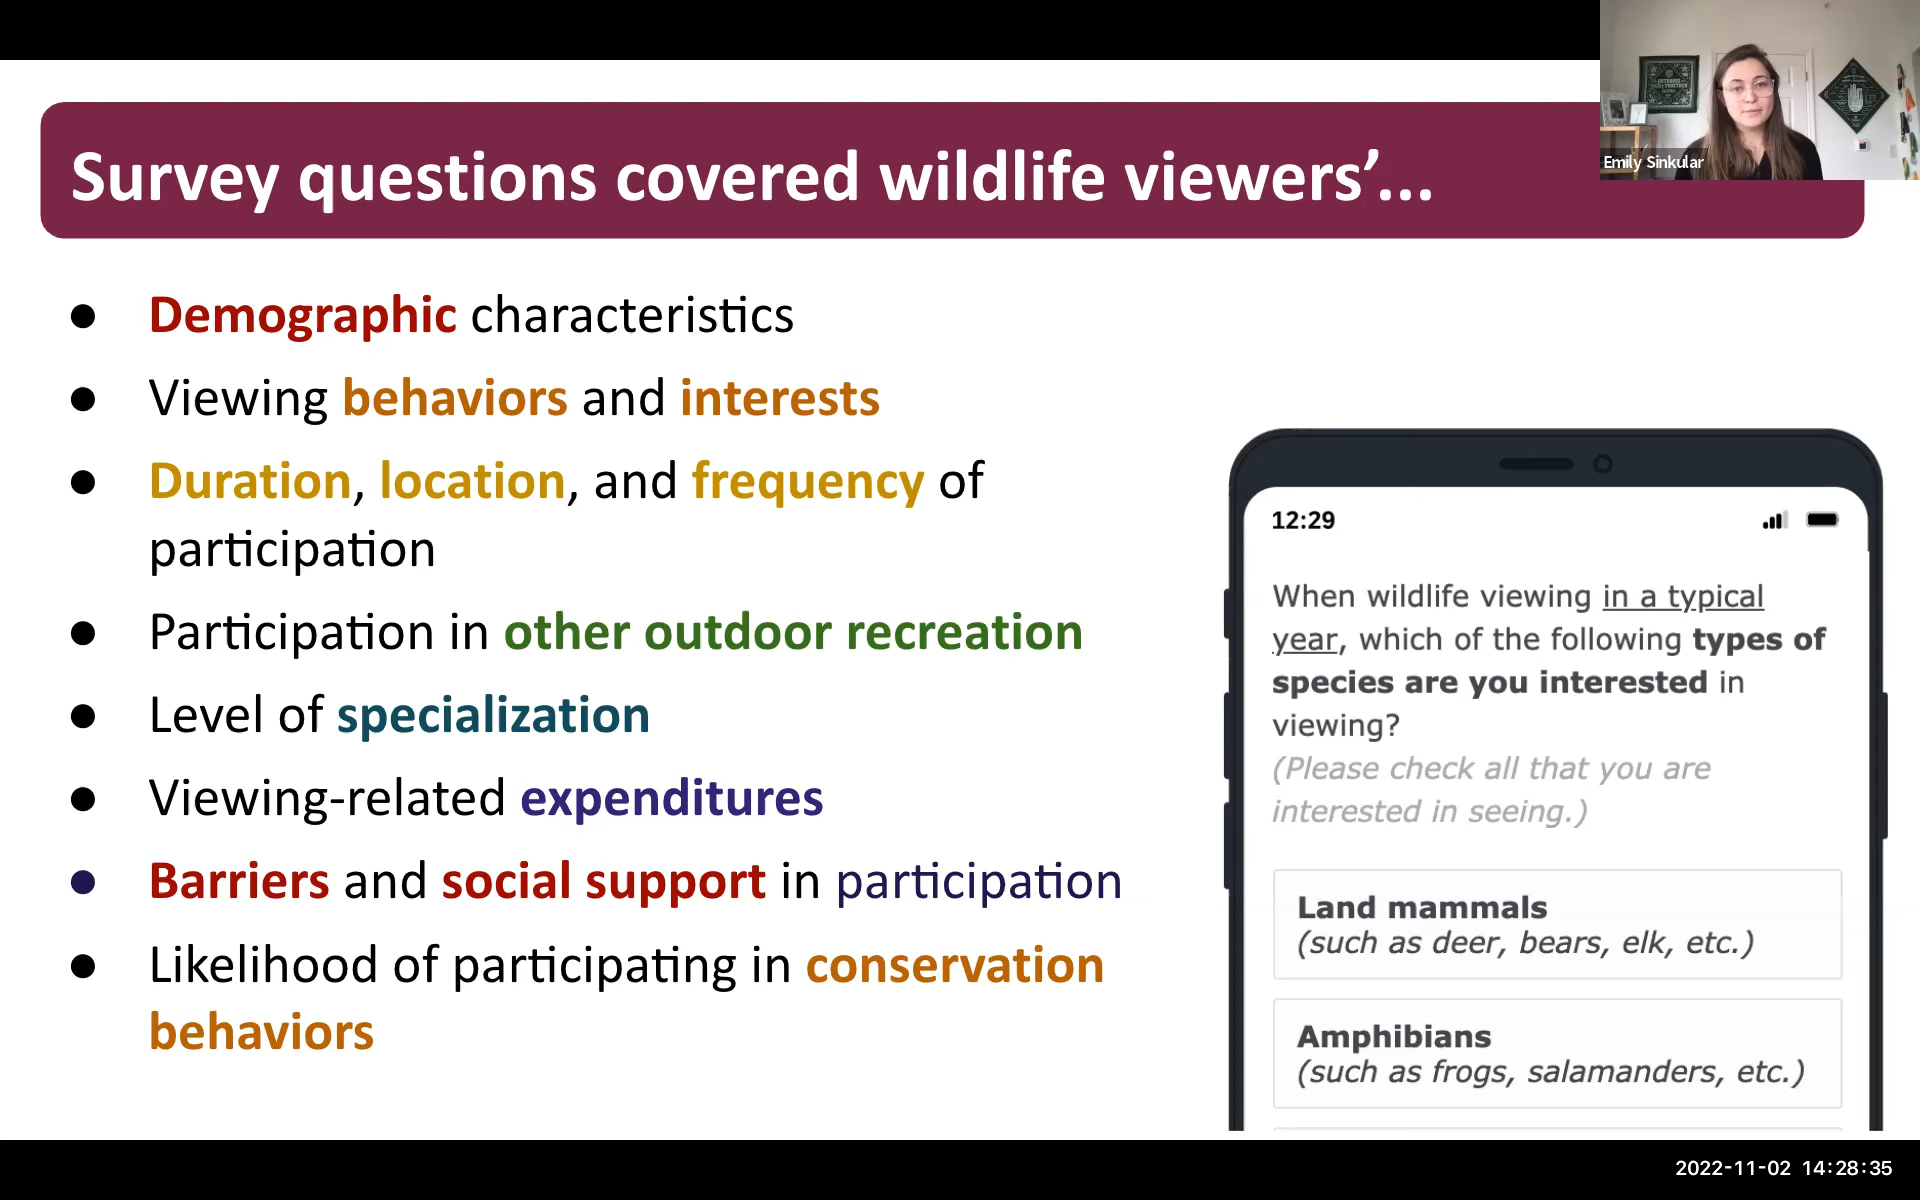 Survey questions covered wildlife viewers’...
Emily Sinkular
● Demographic characteristics
● Viewing behaviors and interests
● Duration, location, and frequency of
participation
● Participation in other outdoor recreation
● Level of specialization
● Viewing-related expenditures
● Barriers and social support in participation
● Likelihood of participating in conservation
behaviors
12:29
When wildlife viewing in a typical
year, which of the following types of
species are you interested in
viewing?
(Please check all that you are
interested in seeing.)
Land mammals
(such as deer, bears, elk, etc.)
Amphibians
(such as frogs, salamanders, etc.)
2022-11-02 14:28:35